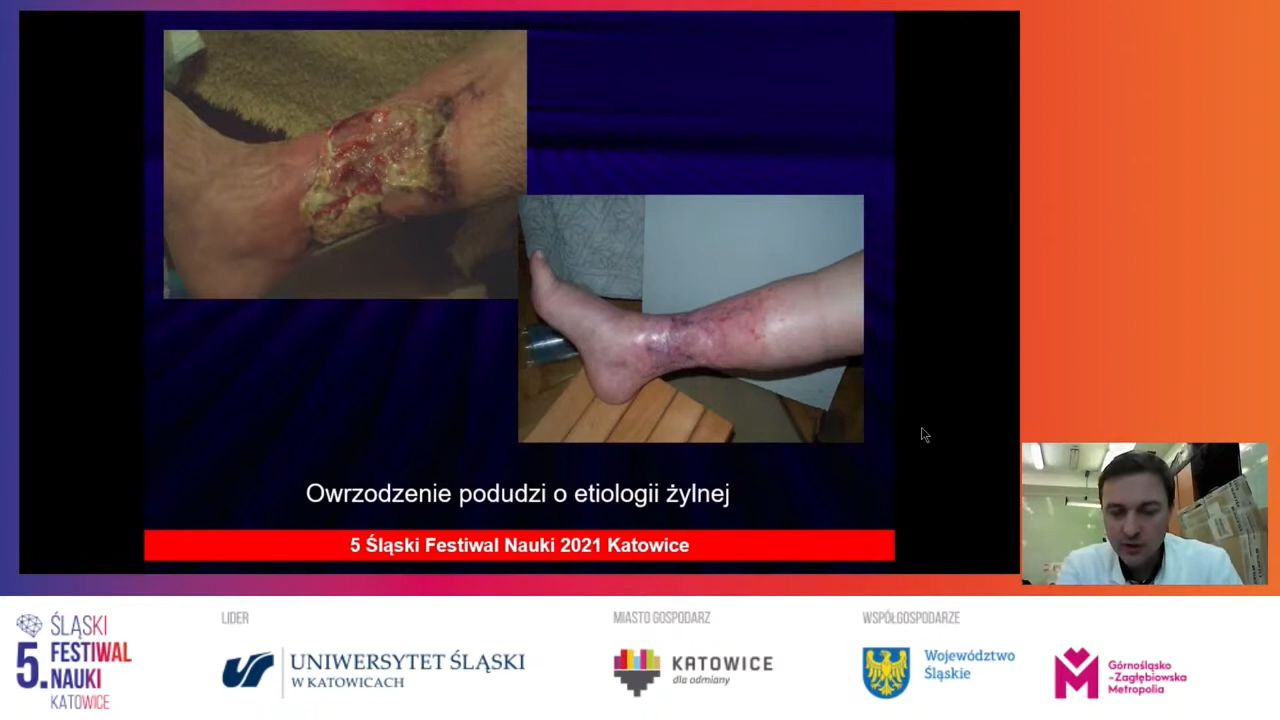 Owrzodzenie podudzi o etiologii żylnej
5 Śląski Festiwal Nauki 2021 Katowice
5.
ŚLĄSKI
FESTIWAL
NAUKI
KATOWICE
LIDER
UNIWERSYTET ŚLĄSKI
W KATOWICACH
MIASTO GOSPODARZ
KATOWICE
dla odmiany
WSPÓŁGOSPODARZE
Województwo
Śląskie
Górnośląsko
-Zagłębiowska
Metropolia